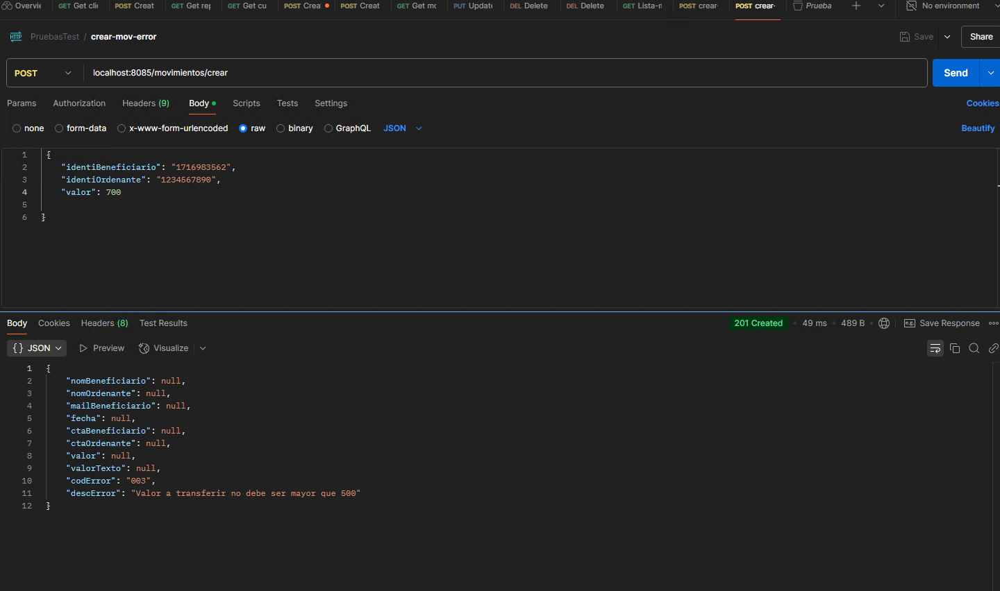 Overvie GET Get clie POST Creat GET Get rep GET Get cu POST Creat POST Creat GET Get mo PUT Update DEL Delete DEL Delete GET Lista-m POST crear- POST crear- Prueba No environment
HTTP PruebasTest / crear-mov-error Save Share
POST localhost:8085/movimientos/crear Send
Params Authorization Headers (9) Body Scripts Tests Settings Cookies
none form-data x-www-form-urlencoded raw binary GraphQL JSON Beautify
1 {
2 "identiBeneficiario": "1716983562",
3 "identiOrdenante": "1234567890",
4 "valor": 700
5
6 }
Body Cookies Headers (8) Test Results 201 Created 49 ms 489 B e.g. Save Response
{} JSON Preview Visualize
1 {
2 "nomBeneficiario": null,
3 "nomOrdenante": null,
4 "mailBeneficiario": null,
5 "fecha": null,
6 "ctaBeneficiario": null,
7 "ctaOrdenante": null,
8 "valor": null,
9 "valorTexto": null,
10 "codError": "003",
11 "descError": "Valor a transferir no debe ser mayor que 500"
12 }